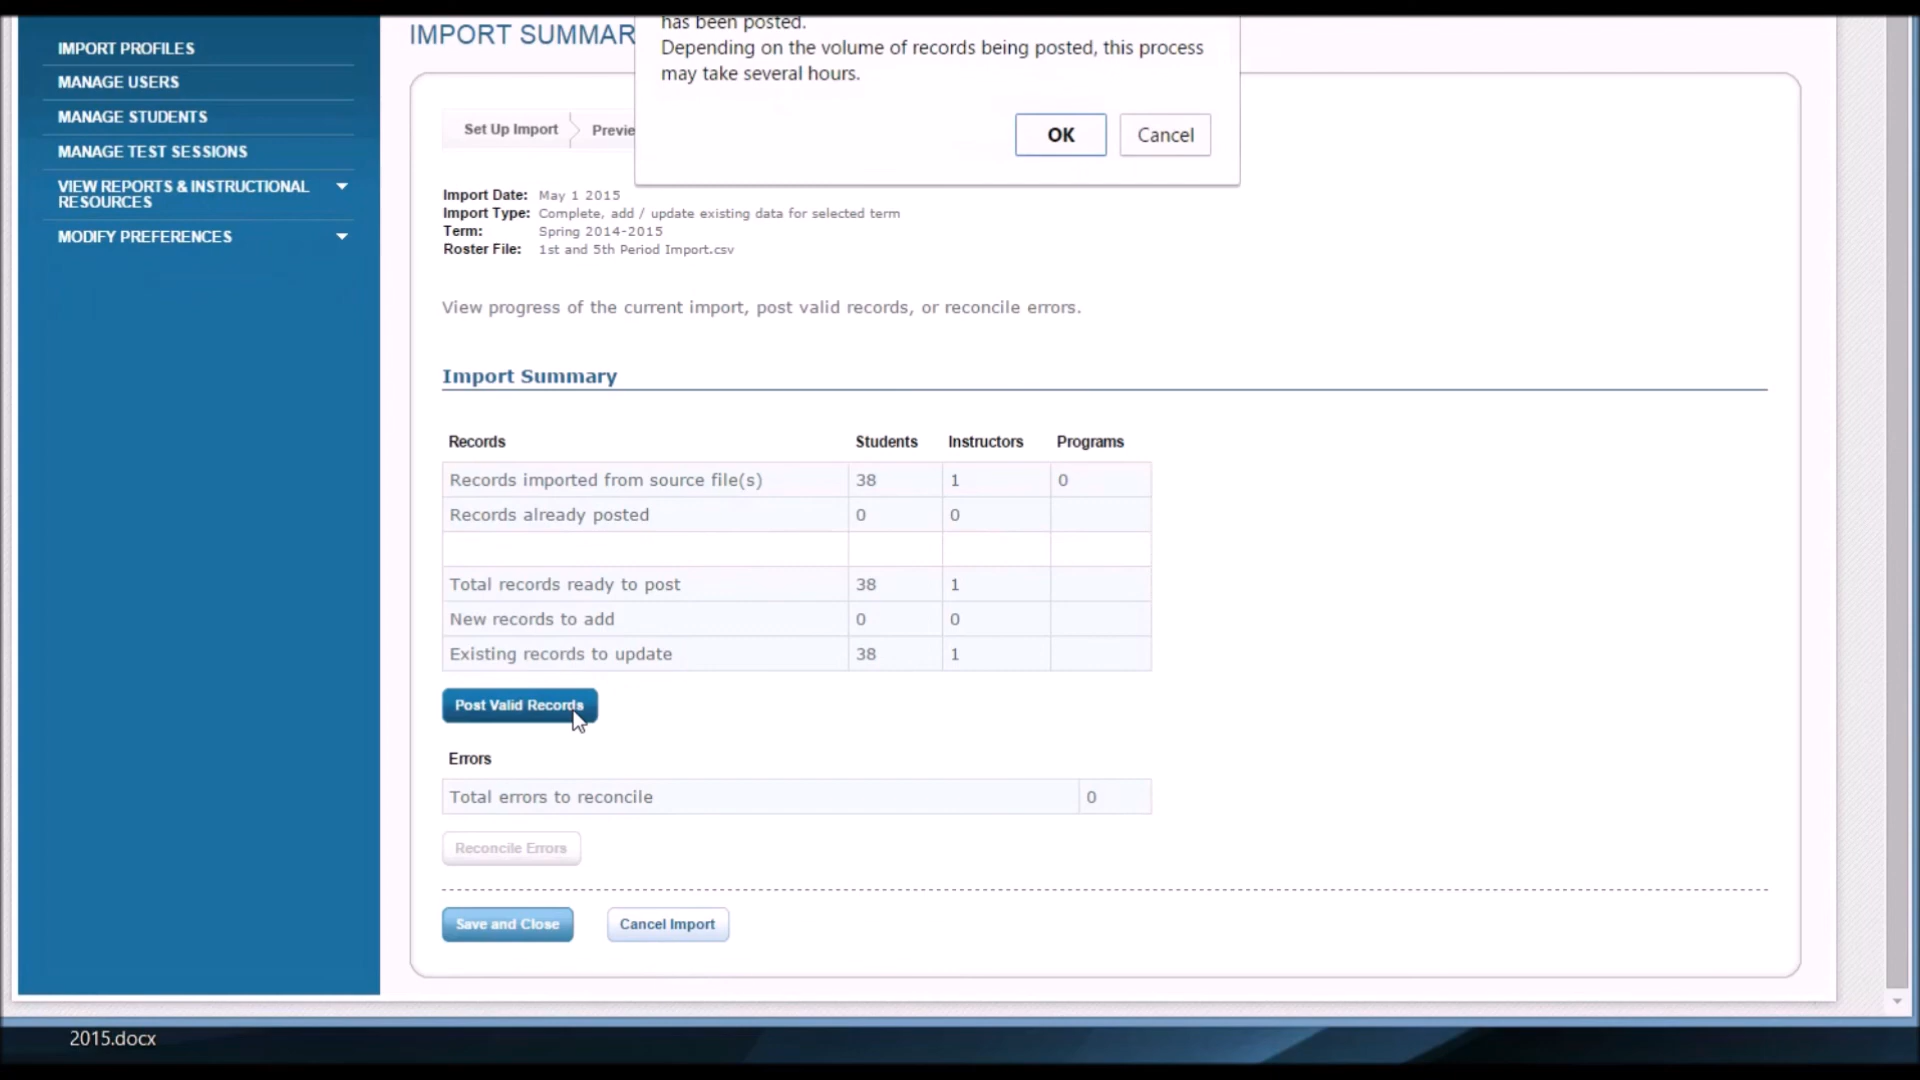 IMPORT PROFILES
MANAGE USERS
MANAGE STUDENTS
MANAGE TEST SESSIONS
VIEW REPORTS & INSTRUCTIONAL
RESOURCES
MODIFY PREFERENCES
IMPORT SUMMAR
has been posted.
Depending on the volume of records being posted, this process
may take several hours.
OK Cancel
Set Up Import Previe
Import Date: May 1 2015
Import Type: Complete, add / update existing data for selected term
Term: Spring 2014-2015
Roster File: 1st and 5th Period Import.csv
View progress of the current import, post valid records, or reconcile errors.
Import Summary
Records Students Instructors Programs
Records imported from source file(s) 38 1 0
Records already posted 0 0
Total records ready to post 38 1
New records to add 0 0
Existing records to update 38 1
Post Valid Records
Errors
Total errors to reconcile 0
Reconcile Errors
Save and Close Cancel Import
2015.docx